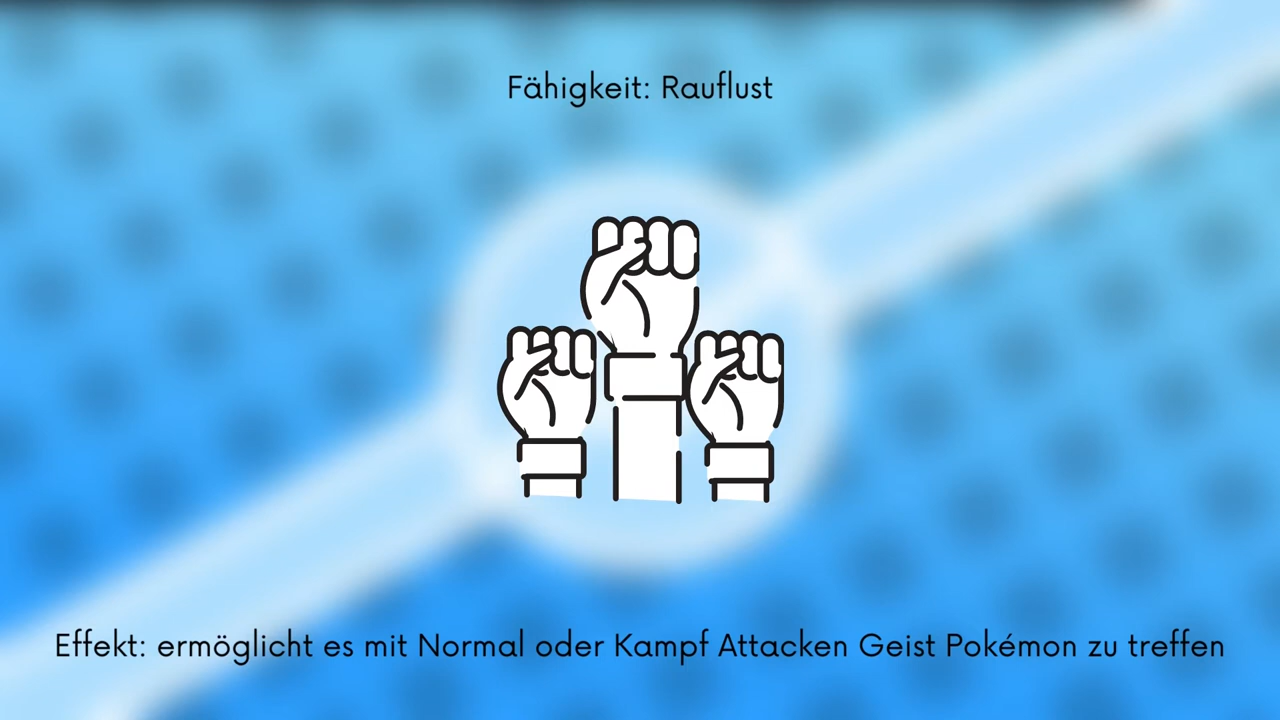 Fähigkeit: Rauflust
Effekt: ermöglicht es mit Normal oder Kampf Attacken Geist Pokémon zu treffen